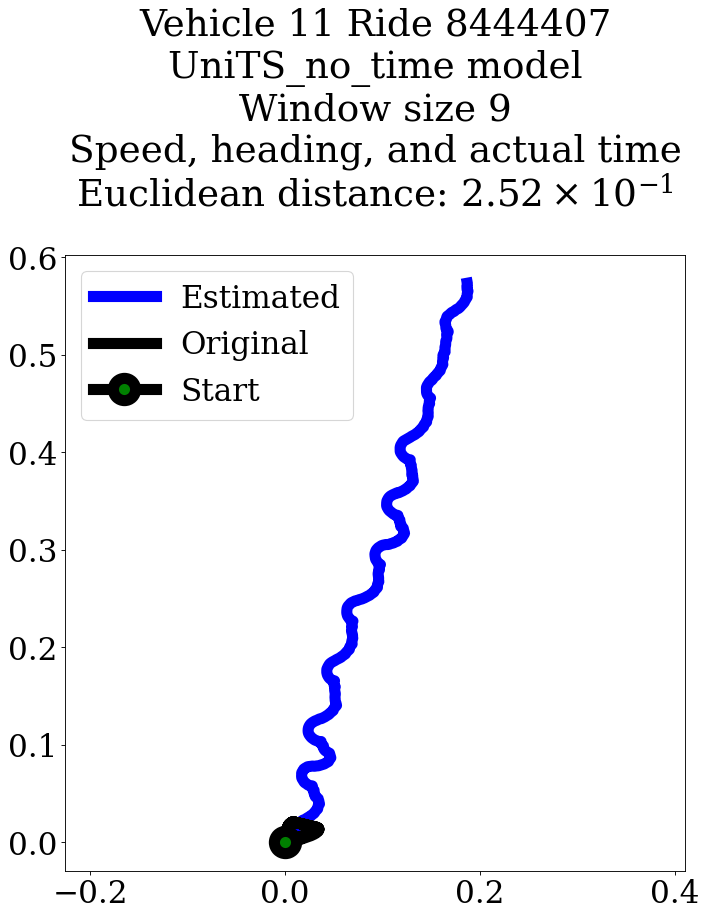 Vehicle 11 Ride 8444407
UniTS_no_time model
Window size 9
Speed, heading, and actual time
Euclidean distance: 2.52 × 10⁻¹
0.6
0.5
0.4
0.3
0.2
0.1
0.0
Estimated
Original
Start
−0.2 0.0 0.2 0.4